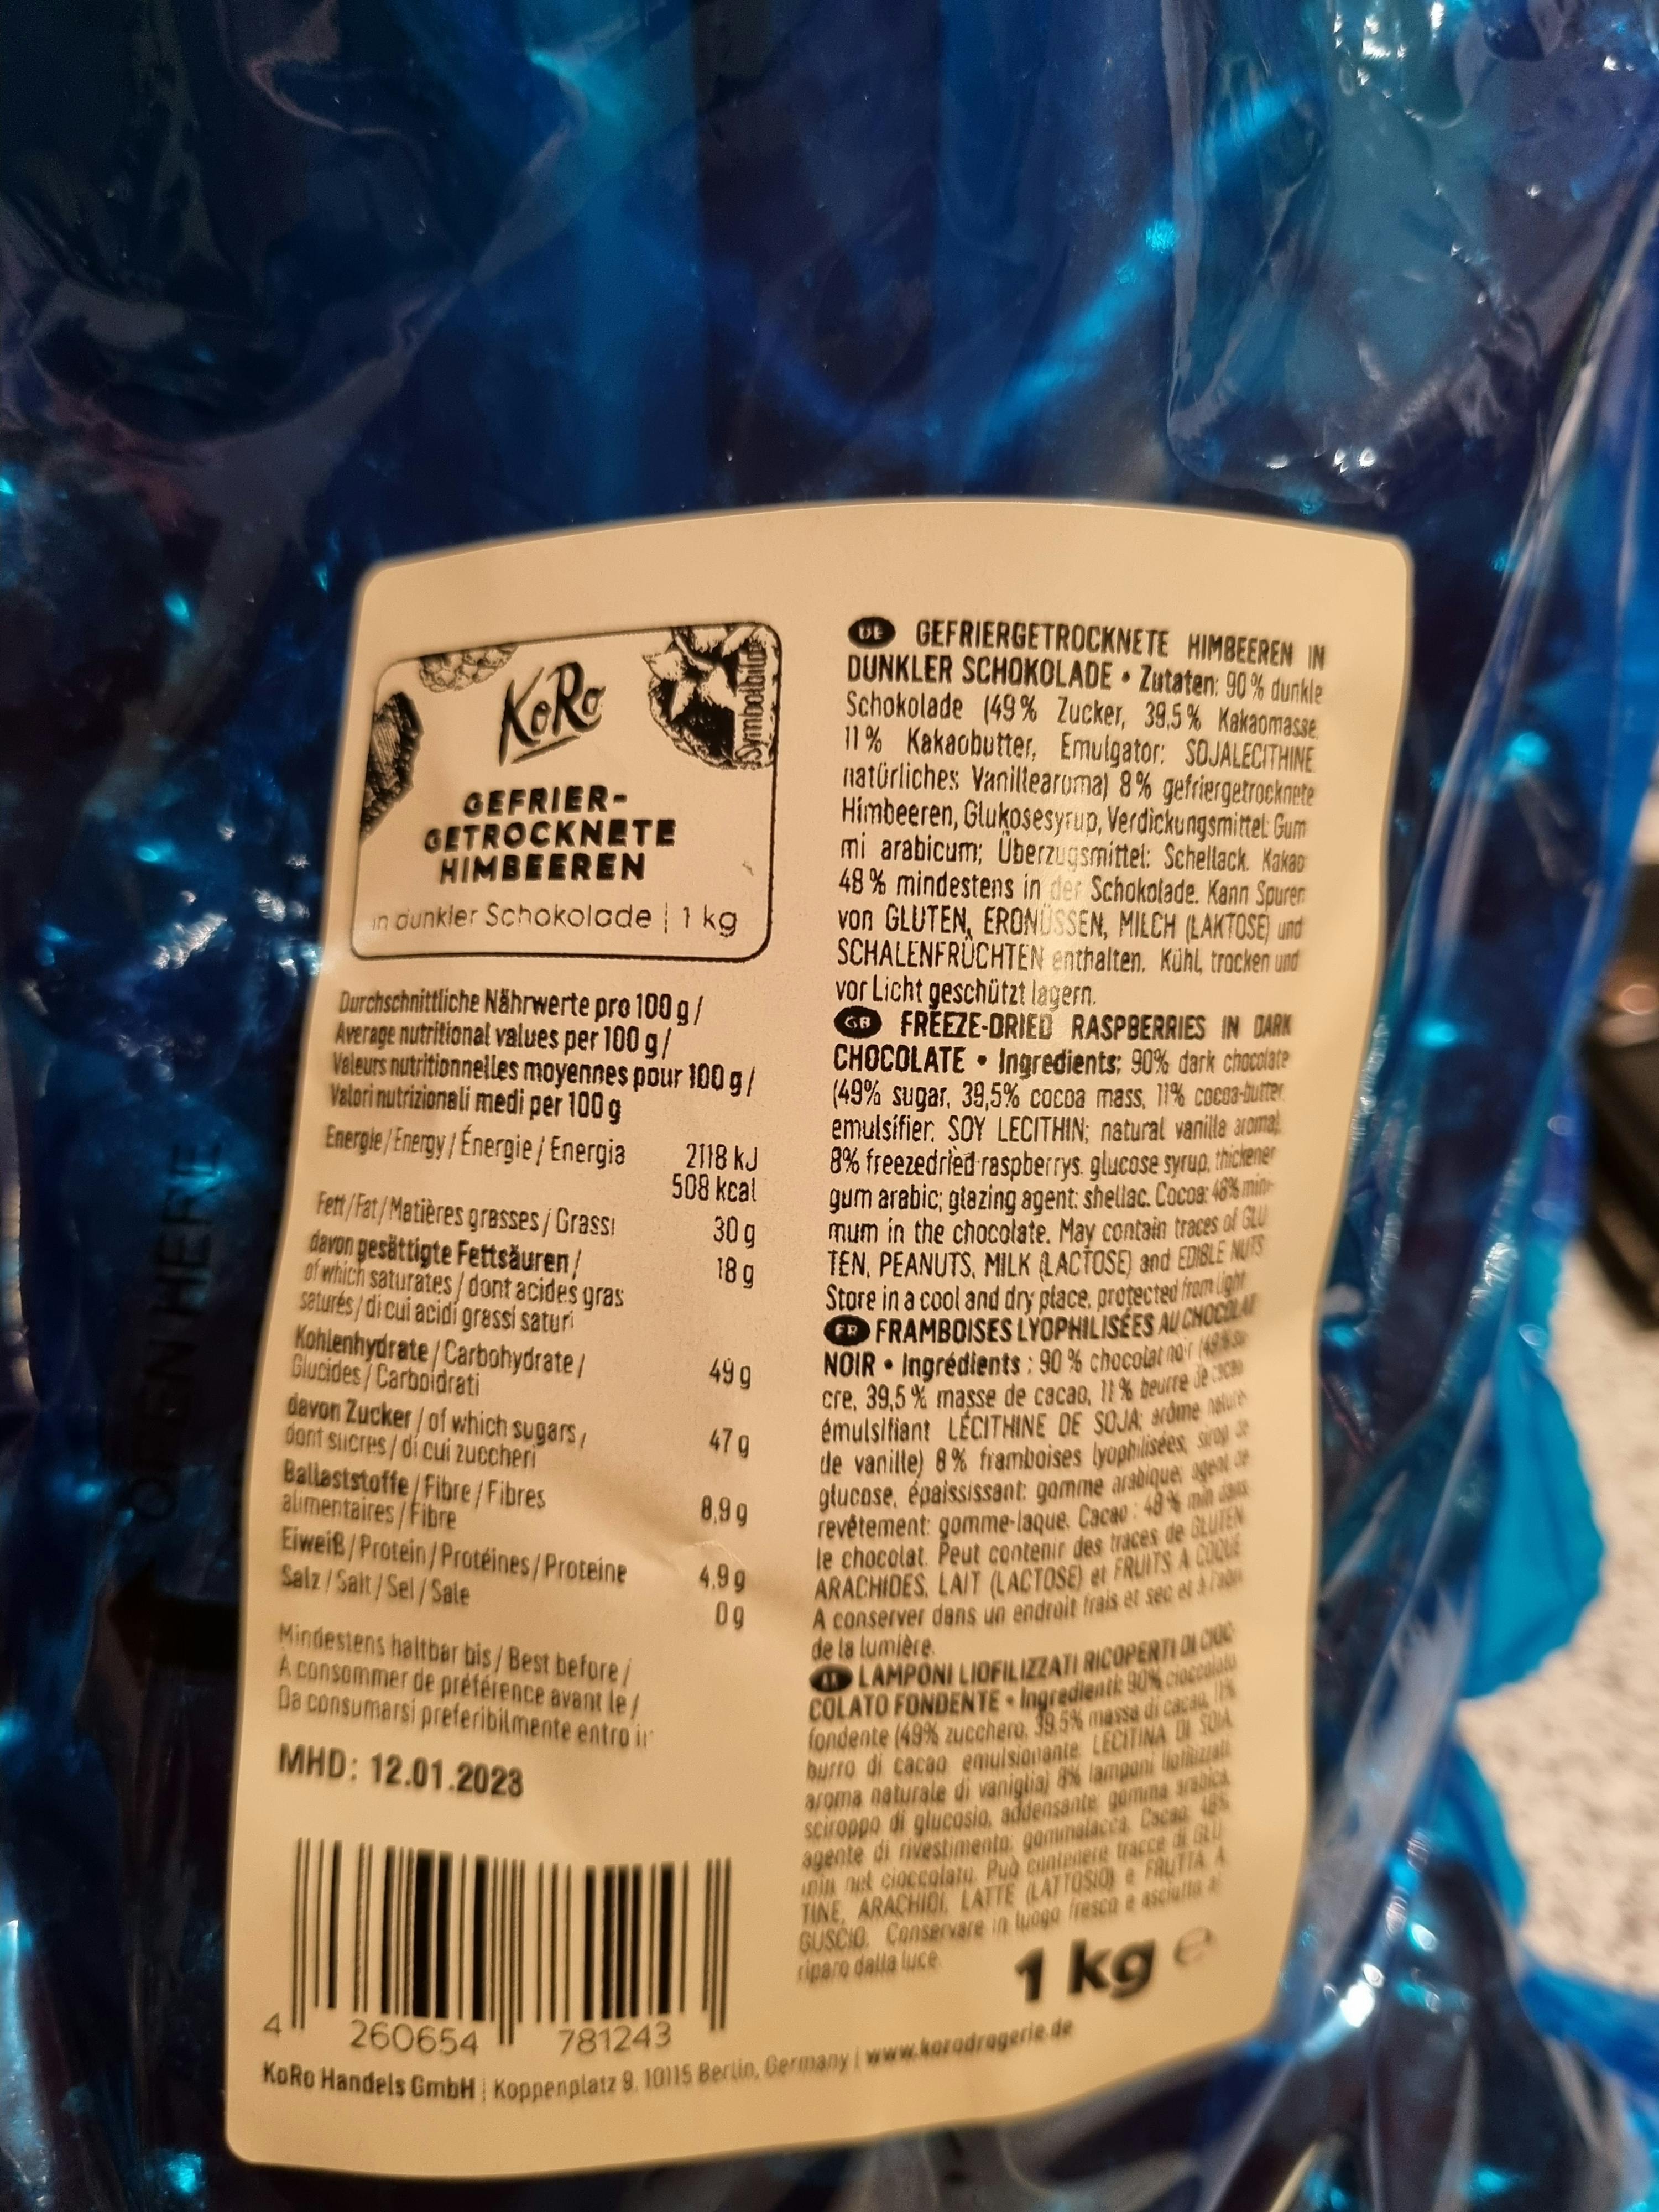 KoRo
Symbolbild
GEFRIER-
GETROCKNETE
HIMBEEREN
in dunkler Schokolade | 1 kg
Durchschnittliche Nährwerte pro 100 g /
Average nutritional values per 100 g /
Valeurs nutritionnelles moyennes pour 100 g /
Valori nutrizionali medi per 100 g
Energie / Energy / Énergie / Energia 2118 kJ
508 kcal
Fett / Fat / Matières grasses / Grassi 30 g
davon gesättigte Fettsäuren / 18 g
of which saturates / dont acides gras
saturés / di cui acidi grassi saturi
Kohlenhydrate / Carbohydrate / 49 g
Glucides / Carboidrati
davon Zucker / of which sugars / 47 g
dont sucres / di cui zuccheri
Ballaststoffe / Fibre / Fibres 8,9 g
alimentaires / Fibre
Eiweiß / Protein / Protéines / Proteine 4,9 g
Salz / Salt / Sel / Sale 0 g
Mindestens haltbar bis / Best before /
À consommer de préférence avant le /
Da consumarsi preferibilmente entro il
MHD: 12.01.2023
4 260654 781243
DE GEFRIERGETROCKNETE HIMBEEREN IN
DUNKLER SCHOKOLADE • Zutaten: 90 % dunkle
Schokolade (49 % Zucker, 39,5 % Kakaomasse,
11 % Kakaobutter, Emulgator: SOJALECITHINE
natürliches Vanillearoma) 8 % gefriergetrocknete
Himbeeren, Glukosesyrup, Verdickungsmittel: Gum
mi arabicum; Überzugsmittel: Schellack. Kakao
48 % mindestens in der Schokolade. Kann Spuren
von GLUTEN, ERDNÜSSEN, MILCH (LAKTOSE) und
SCHALENFRÜCHTEN enthalten. Kühl, trocken und
vor Licht geschützt lagern.
GB FREEZE-DRIED RASPBERRIES IN DARK
CHOCOLATE • Ingredients: 90% dark chocolate
(49% sugar, 39,5% cocoa mass, 11% cocoa-butter,
emulsifier: SOY LECITHIN; natural vanilla aroma),
8% freezedried raspberrys, glucose syrup, thickener
gum arabic; glazing agent: shellac. Cocoa: 48% mini-
mum in the chocolate. May contain traces of GLU
TEN, PEANUTS, MILK (LACTOSE) and EDIBLE NUTS
Store in a cool and dry place, protected from light
FR FRAMBOISES LYOPHILISÉES AU CHOCOLAT
NOIR • Ingrédients : 90 % chocolat noir (49 % su
cre, 39,5 % masse de cacao, 11 % beurre de cacao
émulsifiant LÉCITHINE DE SOJA; arôme nature
de vanille) 8 % framboises lyophilisées, sirop de
glucose, épaississant: gomme arabique; agent de
revêtement: gomme-laque. Cacao : 48 % min dans
le chocolat. Peut contenir des traces de GLUTEN
ARACHIDES, LAIT (LACTOSE) et FRUITS À COQUE
A conserver dans un endroit frais et sec et à l'abri
de la lumière.
LAMPONI LIOFILIZZATI RICOPERTI DI CIOC
COLATO FONDENTE • Ingredienti: 90% cioccolato
fondente (49% zucchero, 39,5% massa di cacao, 11%
burro di cacao emulsionante: LECITINA DI SOIA,
aroma naturale di vaniglia) 8% lamponi liofilizzati
sciroppo di glucosio, addensante: gomma arabica,
agente di rivestimento: gommalacca. Cacao: 48%
min nel cioccolato. Può contenere tracce di GLU
TINE, ARACHIDI, LATTE (LATTOSIO) e FRUTTA A
GUSCIO. Conservare in luogo fresco e asciutto al
riparo dalla luce
1 kg e
KoRo Handels GmbH | Koppenplatz 9, 10115 Berlin, Germany | www.korodrogerie.de
OPEN HERE